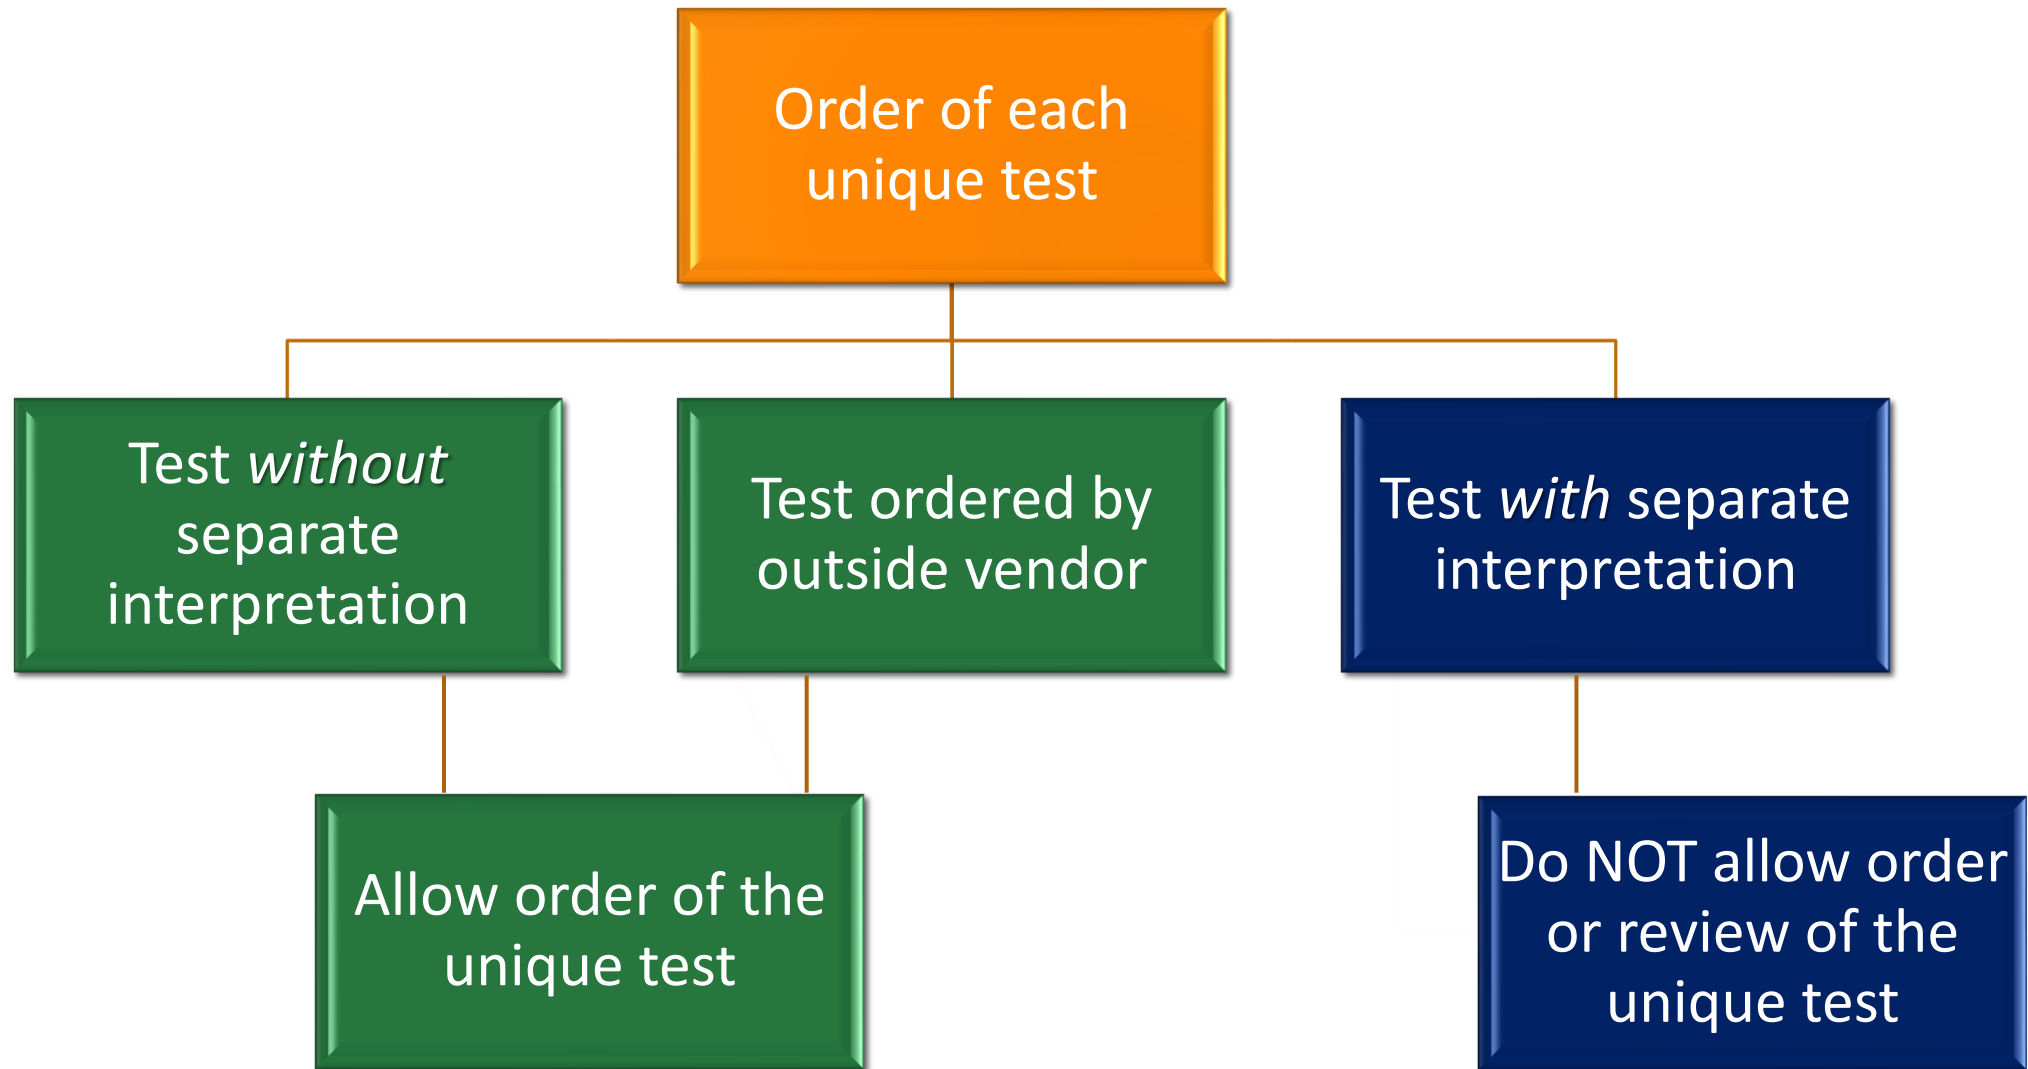 Order of each
unique test
Test without
separate
interpretation
Test ordered by
outside vendor
Test with separate
interpretation
Allow order of the
unique test
Do NOT allow order
or review of the
unique test